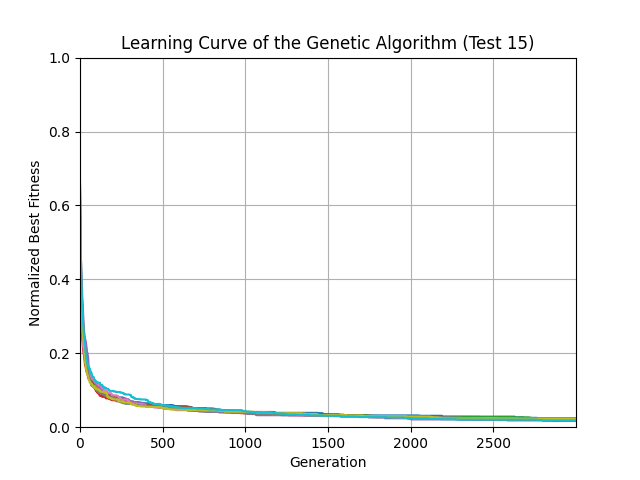 Learning Curve of the Genetic Algorithm (Test 15)
Normalized Best Fitness
1.0
0.8
0.6
0.4
0.2
0.0
0 500 1000 1500 2000 2500
Generation